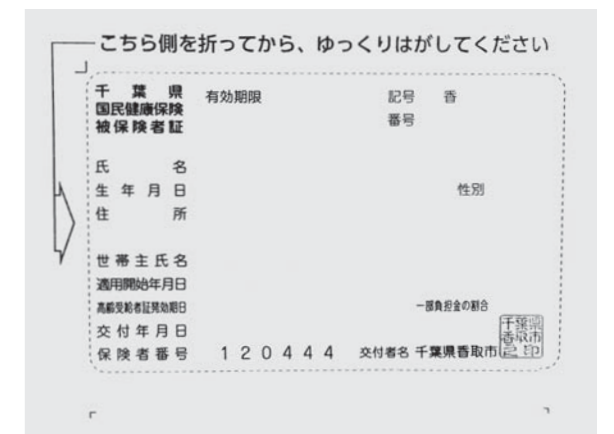 こちら側を折ってから、ゆっくりはがしてください
千葉県 有効期限 記号 香
国民健康保険
被保険者証 番号
氏名
生年月日 性別
住所
世帯主氏名
適用開始年月日
高齢受給者証発効期日 一部負担金の割合
交付年月日
保険者番号 120444 交付者名 千葉県香取市
千葉県
香取市
之印